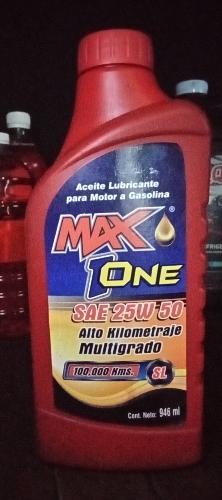 Aceite Lubricante
para Motor a Gasolina
MAX ®
ONE
SAE 25W 50
Alto Kilometraje
Multigrado
100,000 Kms. SL
Cont. Neto: 946 ml